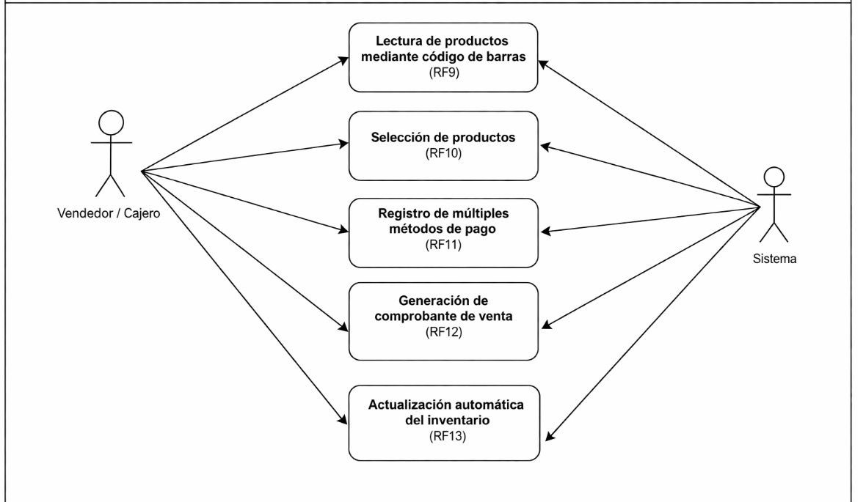 Lectura de productos
mediante código de barras
(RF9)
Selección de productos
(RF10)
Vendedor / Cajero
Registro de múltiples
métodos de pago
(RF11)
Sistema
Generación de
comprobante de venta
(RF12)
Actualización automática
del inventario
(RF13)